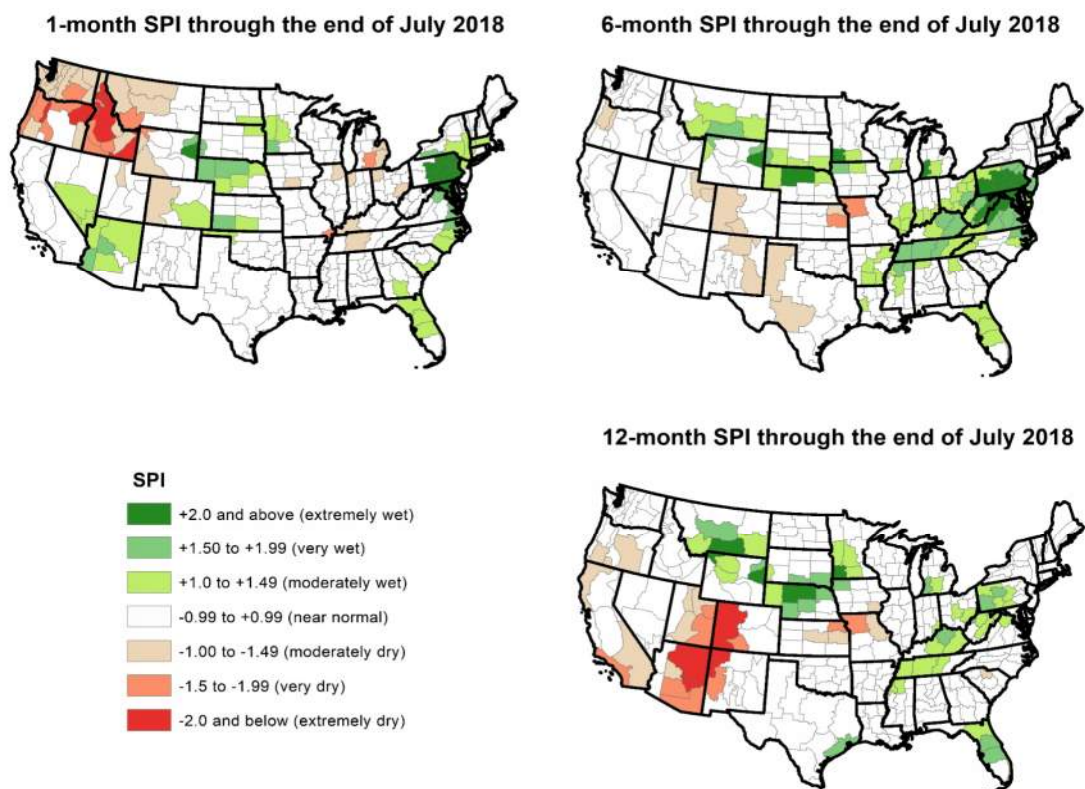 1-month SPI through the end of July 2018
6-month SPI through the end of July 2018
12-month SPI through the end of July 2018
SPI
+2.0 and above (extremely wet)
+1.50 to +1.99 (very wet)
+1.0 to +1.49 (moderately wet)
-0.99 to +0.99 (near normal)
-1.00 to -1.49 (moderately dry)
-1.5 to -1.99 (very dry)
-2.0 and below (extremely dry)